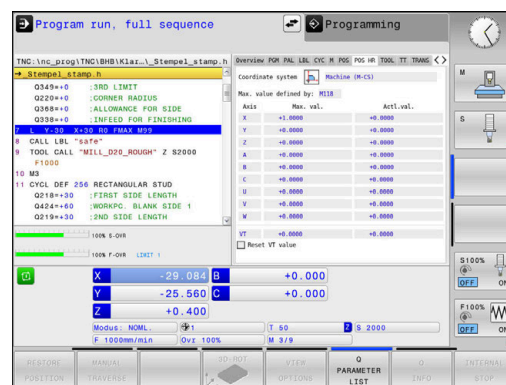 Program run, full sequence
Programming
TNC:\nc_prog\TNC\BHB\Klar…\_Stempel_stamp.h
→_Stempel_stamp.h
Q349=+0 ;3RD LIMIT
Q220=+0 ;CORNER RADIUS
Q368=+0 ;ALLOWANCE FOR SIDE
Q338=+0 ;INFEED FOR FINISHING
7 L Y-30 X+30 R0 FMAX M99
8 CALL LBL "safe"
9 TOOL CALL "MILL_D20_ROUGH" Z S2000
F1000
10 M3
11 CYCL DEF 256 RECTANGULAR STUD
Q218=+30 ;FIRST SIDE LENGTH
Q424=+60 ;WORKPC. BLANK SIDE 1
Q219=+30 ;2ND SIDE LENGTH
100% S-OVR
100% F-OVR LIMIT 1
Overview PGM PAL LBL CYC M POS POS HR TOOL TT TRANS
Coordinate system Machine (M-CS)
Max. value defined by: M118
Axis Max. val. Actl.val.
X +1.0000 +0.0000
Y +0.0000 +0.0000
Z +0.0000 +0.0000
A +0.0000 +0.0000
B +0.0000 +0.0000
C +0.0000 +0.0000
U +0.0000 +0.0000
V +0.0000 +0.0000
W +0.0000 +0.0000
VT +0.0000 +0.0000
Reset VT value
X -29.084 B +0.000
Y -25.560 C +0.000
Z +0.400
Modus: NOML. 1 T 50 Z S 2000
F 1000mm/min Ovr 100% M 3/9
M
S
S100%
OFF ON
F100%
OFF ON
RESTORE POSITION
MANUAL TRAVERSE
3D-ROT
VIEW OPTIONS
Q PARAMETER LIST
Q INFO
INTERNAL STOP